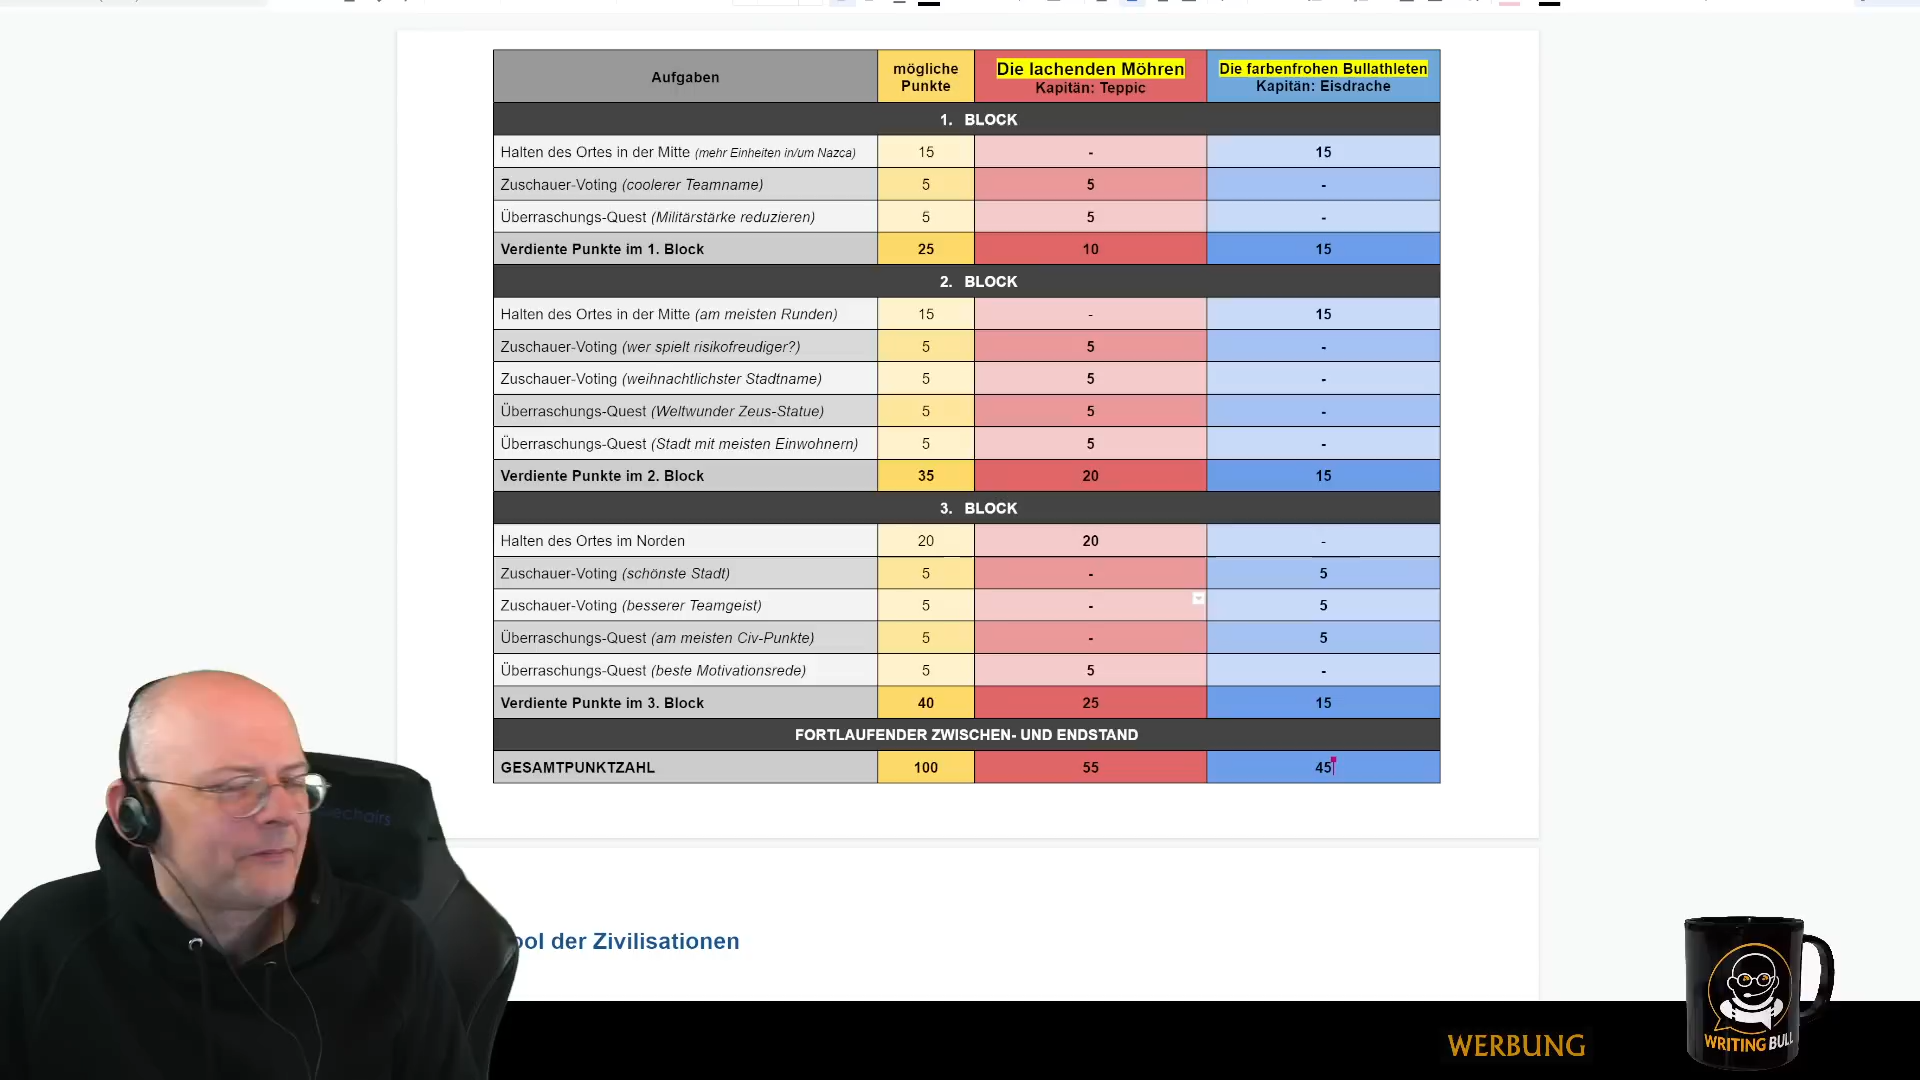 Aufgaben
mögliche
Punkte
Die lachenden Möhren
Kapitän: Teppic
Die farbenfrohen Bullathleten
Kapitän: Eisdrache
1. BLOCK
Halten des Ortes in der Mitte (mehr Einheiten in/um Nazca) 15 - 15
Zuschauer-Voting (coolerer Teamname) 5 5 -
Überraschungs-Quest (Militärstärke reduzieren) 5 5 -
Verdiente Punkte im 1. Block 25 10 15
2. BLOCK
Halten des Ortes in der Mitte (am meisten Runden) 15 - 15
Zuschauer-Voting (wer spielt risikofreudiger?) 5 5 -
Zuschauer-Voting (weihnachtlichster Stadtname) 5 5 -
Überraschungs-Quest (Weltwunder Zeus-Statue) 5 5 -
Überraschungs-Quest (Stadt mit meisten Einwohnern) 5 5 -
Verdiente Punkte im 2. Block 35 20 15
3. BLOCK
Halten des Ortes im Norden 20 20 -
Zuschauer-Voting (schönste Stadt) 5 - 5
Zuschauer-Voting (besserer Teamgeist) 5 - 5
Überraschungs-Quest (am meisten Civ-Punkte) 5 - 5
Überraschungs-Quest (beste Motivationsrede) 5 5 -
Verdiente Punkte im 3. Block 40 25 15
FORTLAUFENDER ZWISCHEN- UND ENDSTAND
GESAMTPUNKTZAHL 100 55 45
ool der Zivilisationen
WERBUNG
WRITING BULL